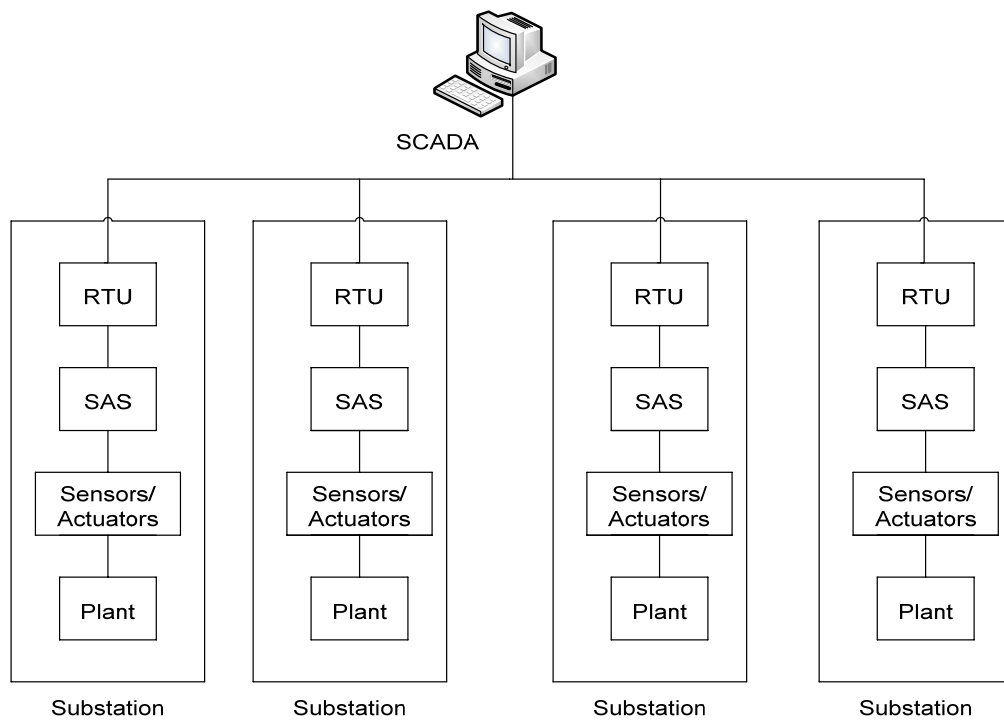 SCADA
RTU
RTU
RTU
RTU
SAS
SAS
SAS
SAS
Sensors/
Actuators
Sensors/
Actuators
Sensors/
Actuators
Sensors/
Actuators
Plant
Plant
Plant
Plant
Substation
Substation
Substation
Substation